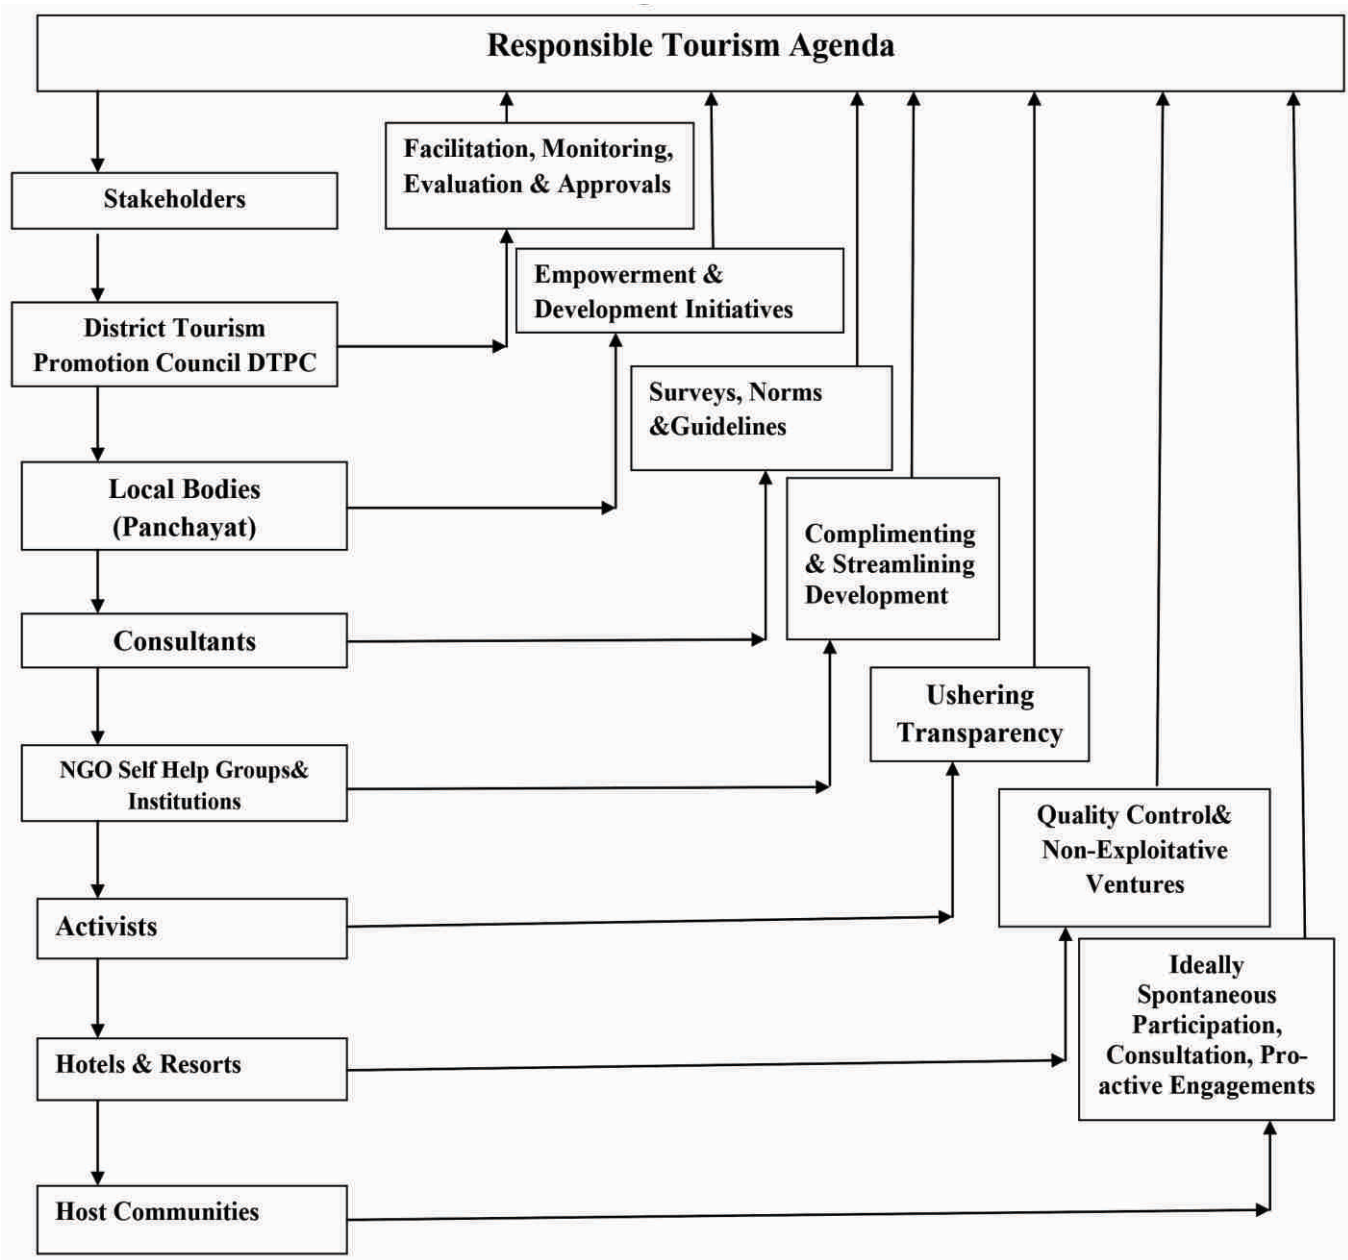 Responsible Tourism Agenda
Facilitation, Monitoring,
Evaluation & Approvals
Stakeholders
Empowerment &
Development Initiatives
District Tourism
Promotion Council DTPC
Surveys, Norms
&Guidelines
Local Bodies
(Panchayat)
Complimenting
& Streamlining
Development
Consultants
Ushering
Transparency
NGO Self Help Groups&
Institutions
Quality Control&
Non-Exploitative
Ventures
Activists
Ideally
Spontaneous
Participation,
Consultation, Pro-
active Engagements
Hotels & Resorts
Host Communities